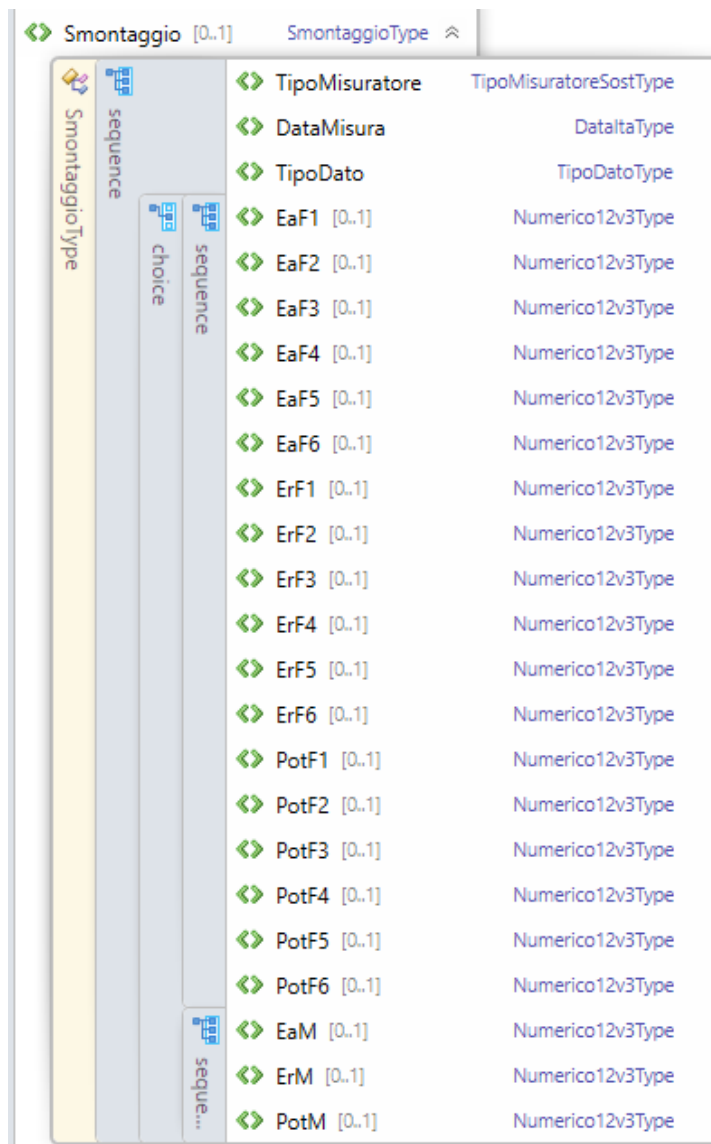 Smontaggio [0..1] SmontaggioType
SmontaggioType
sequence
TipoMisuratore TipoMisuratoreSostType
DataMisura DataItaType
TipoDato TipoDatoType
choice
sequence
EaF1 [0..1] Numerico12v3Type
EaF2 [0..1] Numerico12v3Type
EaF3 [0..1] Numerico12v3Type
EaF4 [0..1] Numerico12v3Type
EaF5 [0..1] Numerico12v3Type
EaF6 [0..1] Numerico12v3Type
ErF1 [0..1] Numerico12v3Type
ErF2 [0..1] Numerico12v3Type
ErF3 [0..1] Numerico12v3Type
ErF4 [0..1] Numerico12v3Type
ErF5 [0..1] Numerico12v3Type
ErF6 [0..1] Numerico12v3Type
PotF1 [0..1] Numerico12v3Type
PotF2 [0..1] Numerico12v3Type
PotF3 [0..1] Numerico12v3Type
PotF4 [0..1] Numerico12v3Type
PotF5 [0..1] Numerico12v3Type
PotF6 [0..1] Numerico12v3Type
seque...
EaM [0..1] Numerico12v3Type
ErM [0..1] Numerico12v3Type
PotM [0..1] Numerico12v3Type